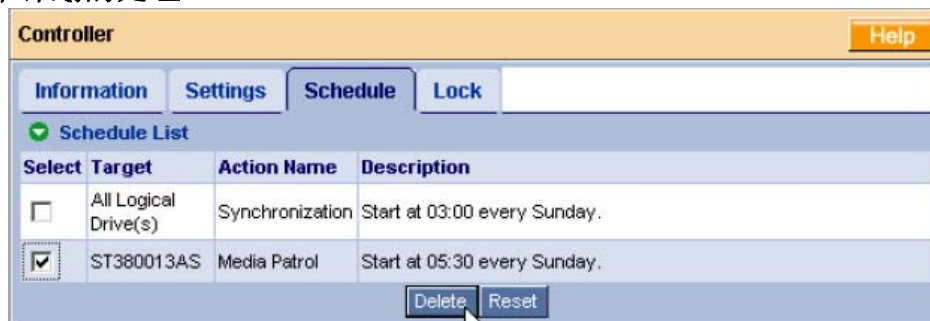 Controller
Help
Information Settings Schedule Lock
Schedule List
Select Target Action Name Description
All Logical
Drive(s) Synchronization Start at 03:00 every Sunday.
ST380013AS Media Patrol Start at 05:30 every Sunday.
Delete Reset